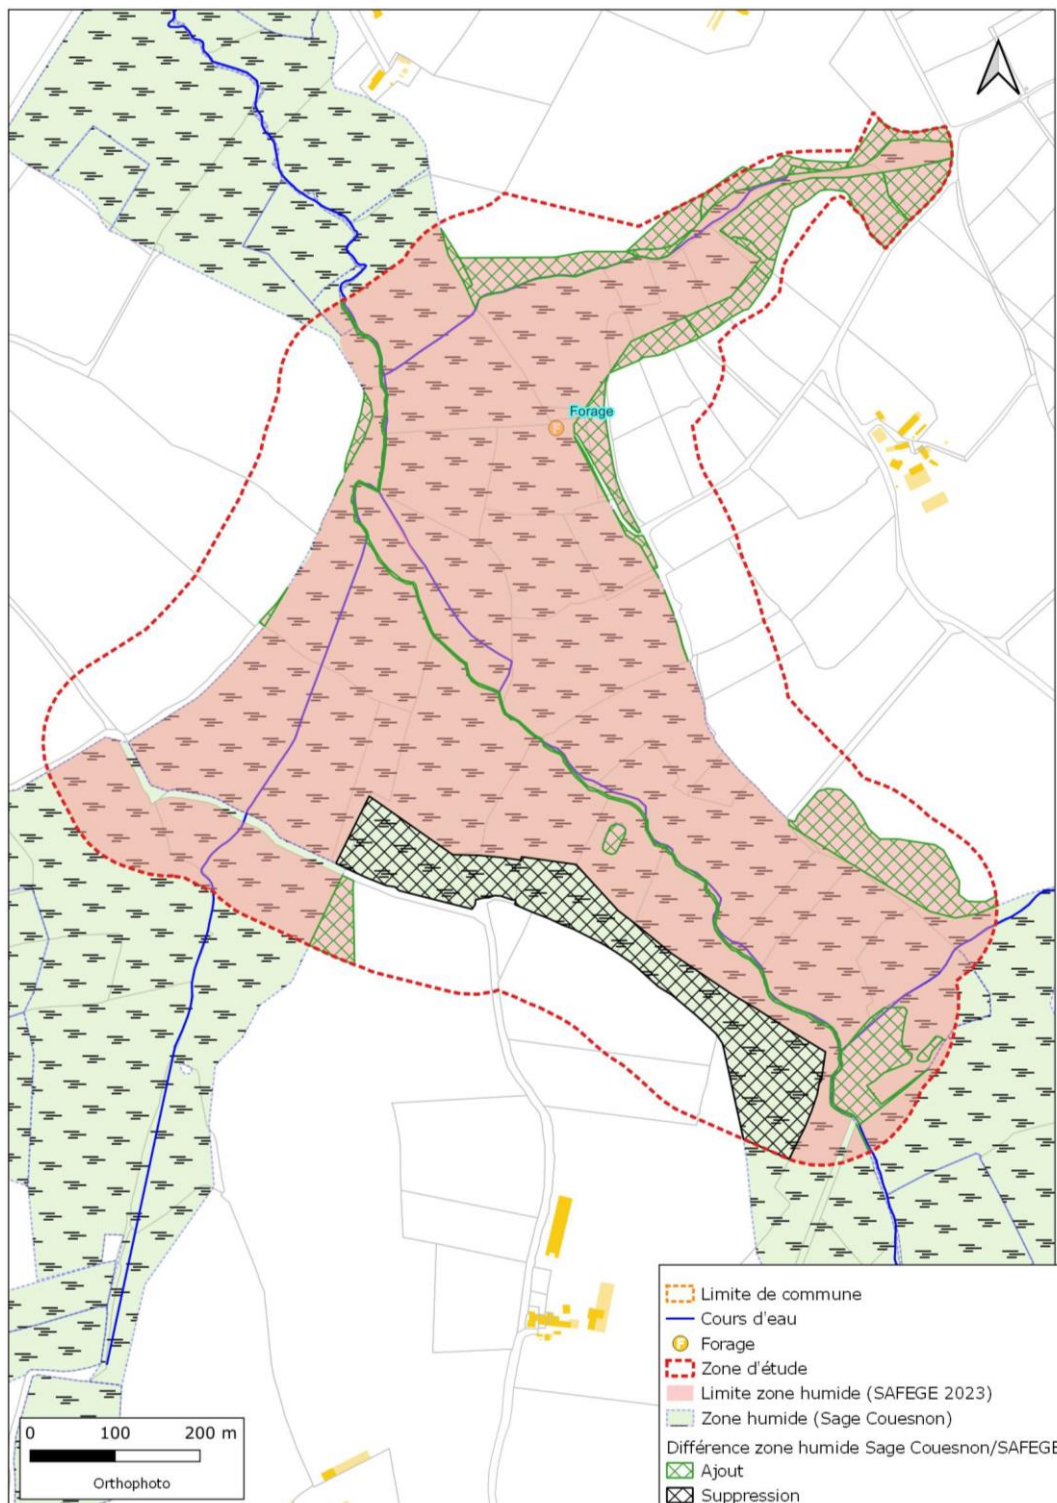 Forage
F
0 100 200 m
Orthophoto
Limite de commune
Cours d'eau
F Forage
Zone d'étude
Limite zone humide (SAFEGE 2023)
Zone humide (Sage Couesnon)
Différence zone humide Sage Couesnon/SAFEGE
Ajout
Suppression